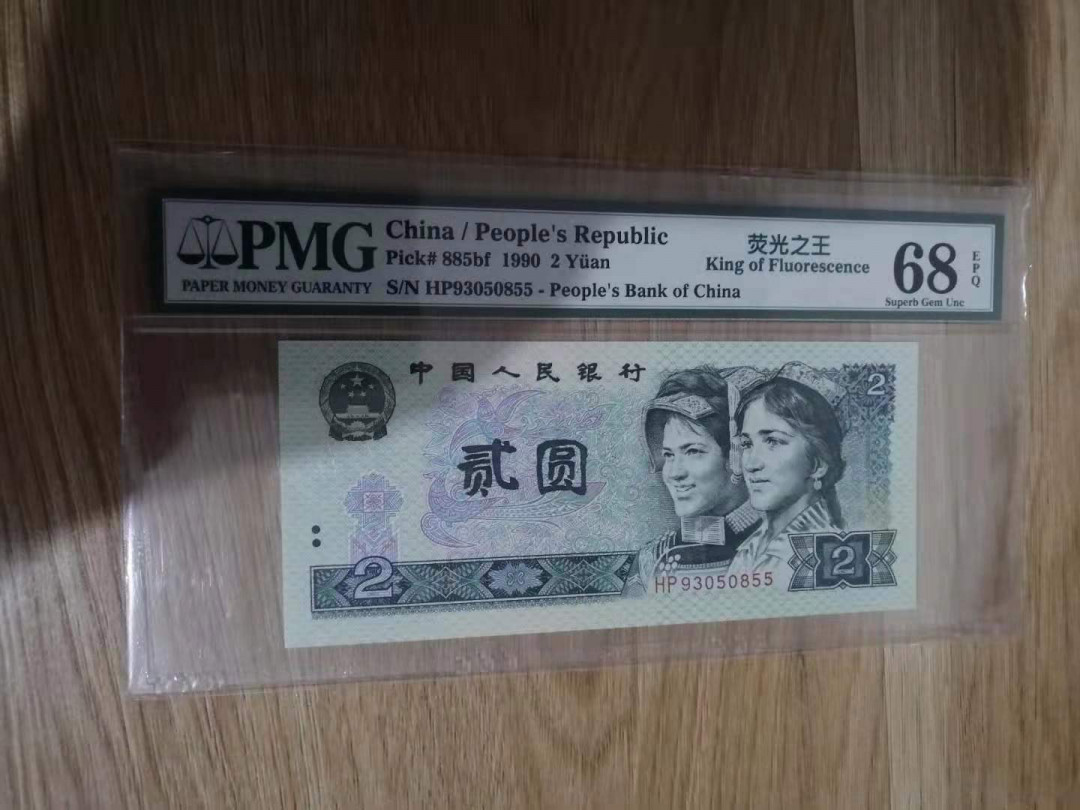 PMG
PAPER MONEY GUARANTY
China / People's Republic
Pick# 885bf 1990 2 Yüan
S/N HP93050855 - People's Bank of China
荧光之王
King of Fluorescence
68
EPQ
Superb Gem Unc
中国人民银行
2
贰圆
2
2
HP93050855